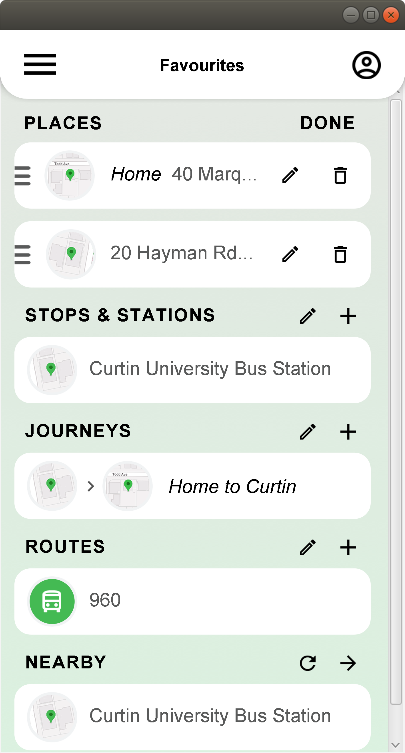 Favourites
PLACES DONE
Home 40 Marq...
20 Hayman Rd...
STOPS & STATIONS
Curtin University Bus Station
JOURNEYS
Home to Curtin
ROUTES
960
NEARBY
Curtin University Bus Station